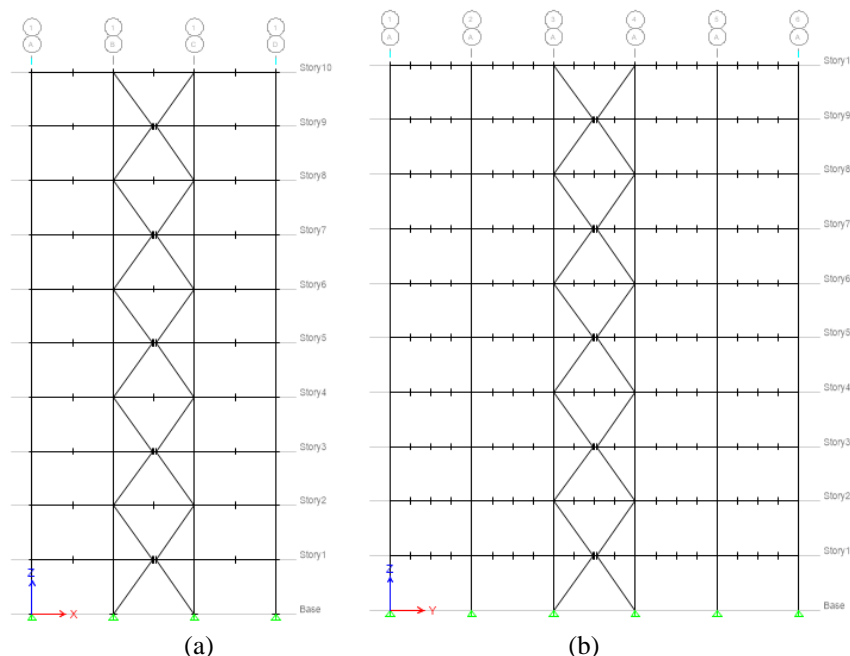 1 1 1 1
A B C D
Story10
Story9
Story8
Story7
Story6
Story5
Story4
Story3
Story2
Story1
Base
Z
X
(a)
1 2 3 4 5 6
A A A A A A
Story1
Story9
Story8
Story7
Story6
Story5
Story4
Story3
Story2
Story1
Base
Z
Y
(b)